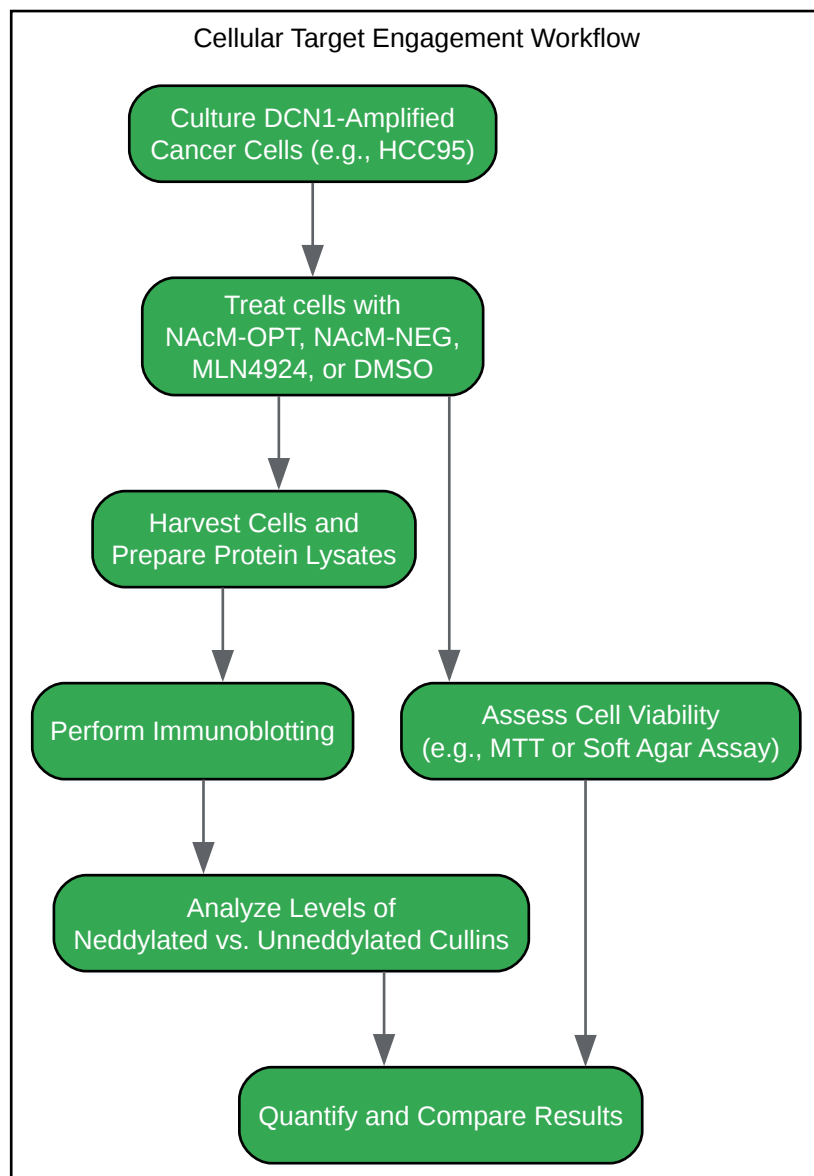 Cellular Target Engagement Workflow
Culture DCN1-Amplified
Cancer Cells (e.g., HCC95)
Treat cells with
NAcM-OPT, NAcM-NEG,
MLN4924, or DMSO
Harvest Cells and
Prepare Protein Lysates
Perform Immunoblotting
Assess Cell Viability
(e.g., MTT or Soft Agar Assay)
Analyze Levels of
Neddylated vs. Unneddylated Cullins
Quantify and Compare Results